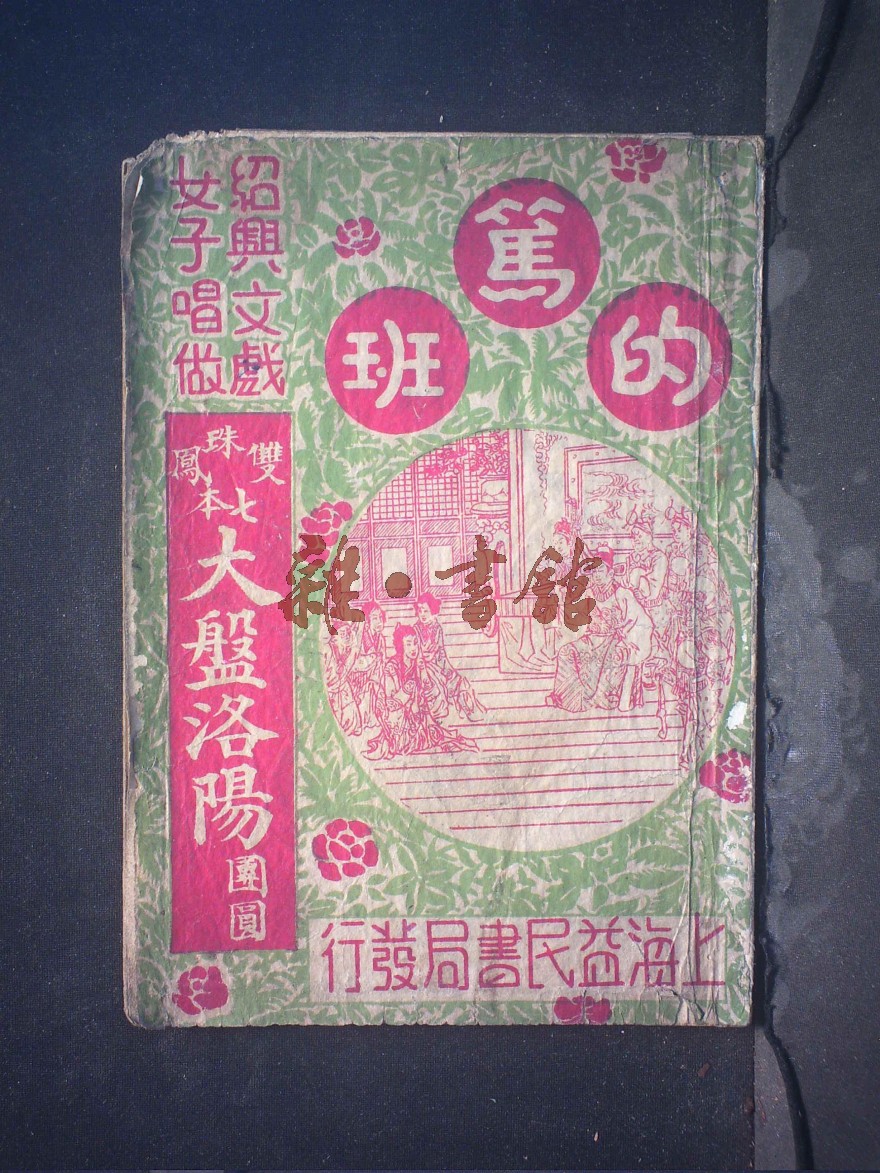 的篤班
紹興文戲
女子唱做
雙珠鳳
七本
大盤洛陽
團圓
上海益民書局發行
雜·書館